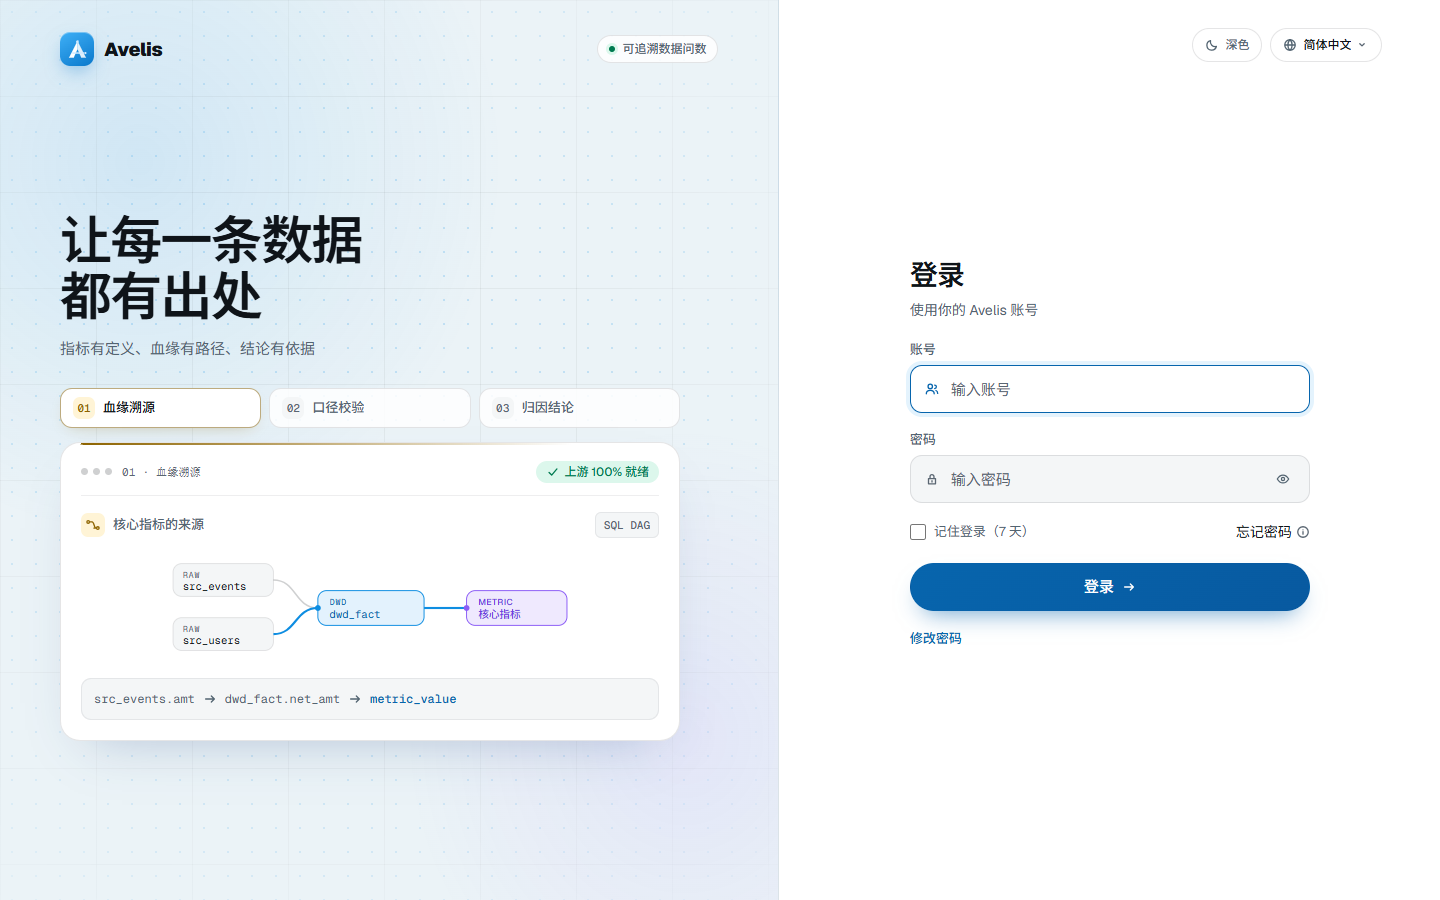 Avelis
可追溯数据问数
深色
简体中文
让每一条数据
都有出处
指标有定义、血缘有路径、结论有依据
01 血缘溯源
02 口径校验
03 归因结论
01 · 血缘溯源
上游 100% 就绪
核心指标的来源
SQL DAG
RAW
src_events
RAW
src_users
DWD
dwd_fact
METRIC
核心指标
src_events.amt → dwd_fact.net_amt → metric_value
登录
使用你的 Avelis 账号
账号
输入账号
密码
输入密码
记住登录（7 天）
忘记密码
登录 →
修改密码